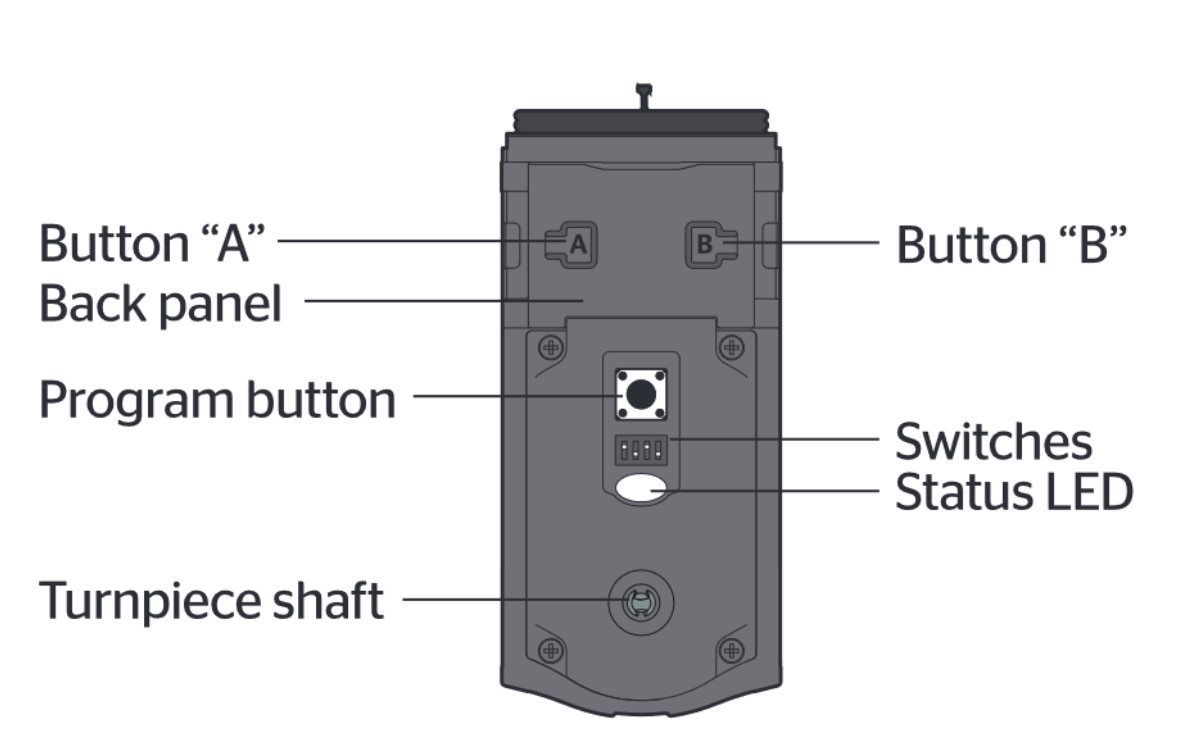 Button “A”
A
B
Button “B”
Back panel
Program button
Switches
Status LED
Turnpiece shaft